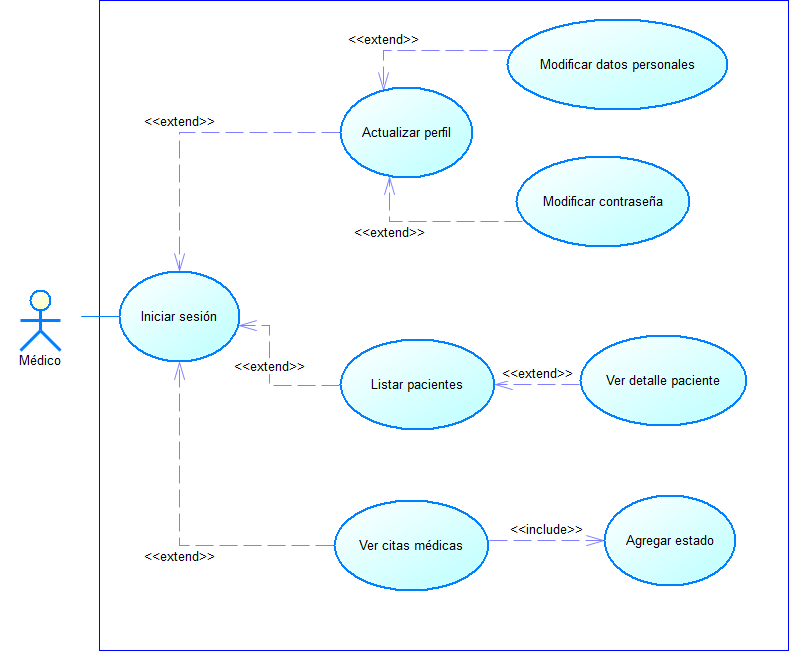 <<extend>>
Modificar datos personales
<<extend>>
Actualizar perfil
Modificar contraseña
<<extend>>
Médico
Iniciar sesión
<<extend>>
Listar pacientes
<<extend>>
Ver detalle paciente
<<extend>>
Ver citas médicas
<<include>>
Agregar estado